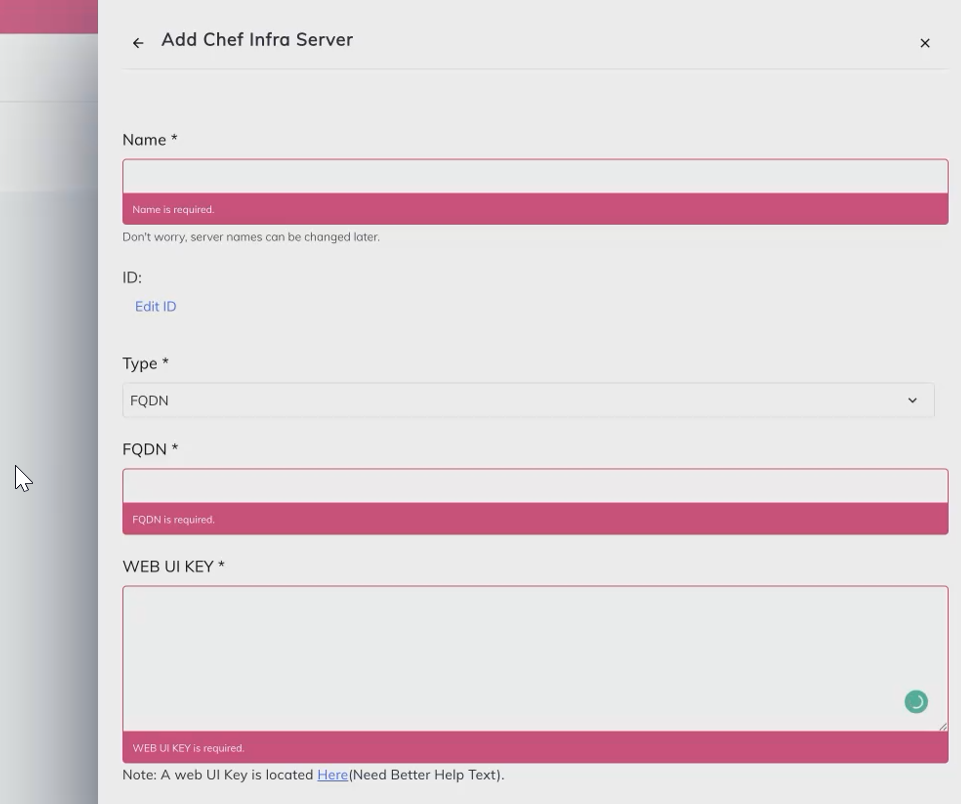 Add Chef Infra Server
Name *
Name is required.
Don't worry, server names can be changed later.
ID:
Edit ID
Type *
FQDN
FQDN *
FQDN is required.
WEB UI KEY *
WEB UI KEY is required.
Note: A web UI Key is located Here(Need Better Help Text).